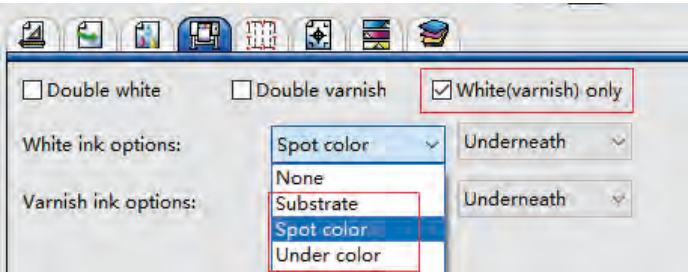 Double white Double varnish White(varnish) only
White ink options: Spot color Underneath
None
Varnish ink options: Substrate Underneath
Spot color
Under color